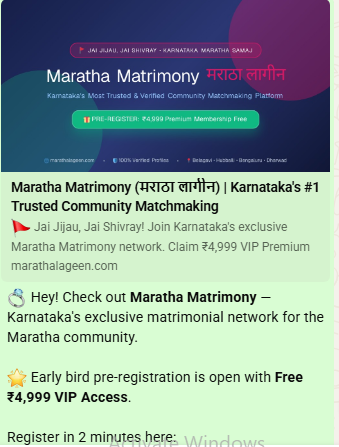 🚩 JAI JIJAU, JAI SHIVRAY • KARNATAKA MARATHA SAMAJ
Maratha Matrimony मराठा लागीन
Karnataka's Most Trusted & Verified Community Matchmaking Platform
🎁 PRE-REGISTER: ₹4,999 Premium Membership Free
marathalageen.com • 100% Verified Profiles • Belagavi • Hubballi • Bengaluru • Dharwad
Maratha Matrimony (मराठा लागीन) | Karnataka's #1
Trusted Community Matchmaking
🚩 Jai Jijau, Jai Shivray! Join Karnataka's exclusive
Maratha Matrimony network. Claim ₹4,999 VIP Premium
marathalageen.com
💍 Hey! Check out Maratha Matrimony —
Karnataka's exclusive matrimonial network for the
Maratha community.
🌟 Early bird pre-registration is open with Free
₹4,999 VIP Access.
Register in 2 minutes here:
Activate Windows